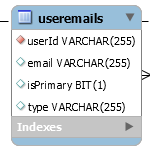 useremails
userId VARCHAR(255)
email VARCHAR(255)
isPrimary BIT(1)
type VARCHAR(255)
Indexes